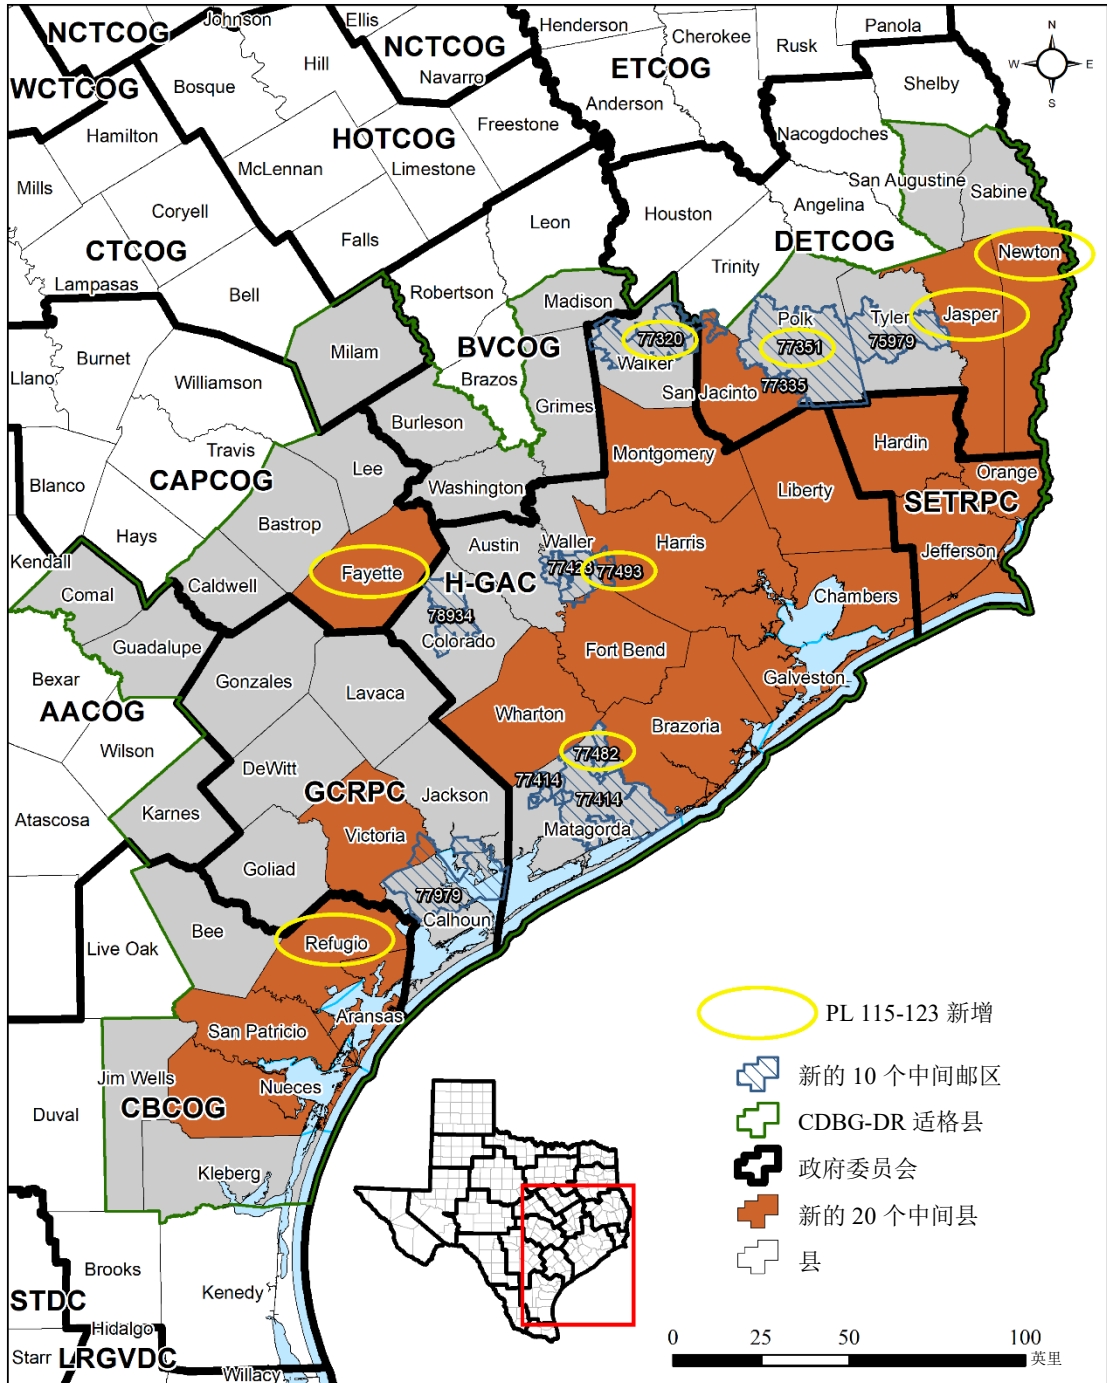 Johnson
Ellis
Henderson
Cherokee
Rusk
Panola
N
NCTCOG
NCTCOG
ETCOG
W
E
S
WCTCOG
Bosque
Hill
Navarro
Anderson
Shelby
Hamilton
HOTCOG
Freestone
Nacogdoches
McLennan
Limestone
Mills
San Augustine
Sabine
Coryell
Leon
Houston
Angelina
CTCOG
Falls
DETCOG
Newton
Lampasas
Bell
Robertson
Trinity
Madison
Polk
Tyler
Jasper
Burnet
Milam
BVCOG
77320
77351
75979
Llano
Williamson
Brazos
Walker
77335
San Jacinto
Grimes
Burleson
Travis
Montgomery
Hardin
Lee
CAPCOG
Liberty
Orange
Blanco
Washington
SETRPC
Bastrop
Hays
Austin
Waller
Harris
Jefferson
Kendall
Fayette
H-GAC
77423
77493
Comal
Caldwell
Chambers
78934
Colorado
Guadalupe
Fort Bend
Bexar
Gonzales
Lavaca
Galveston
AACOG
Wharton
Brazoria
Wilson
77482
DeWitt
77414
GCRPC
Jackson
77414
Karnes
Atascosa
Victoria
Matagorda
Goliad
77979
Calhoun
Bee
Refugio
Live Oak
Aransas
San Patricio
Jim Wells
Nueces
Duval
CBCOG
Kleberg
Brooks
Kenedy
STDC
Hidalgo
Starr
LRGVDC
Willacy
PL 115-123 新增
新的 10 个中间邮区
CDBG-DR 适格县
政府委员会
新的 20 个中间县
县
0 25 50 100
英里